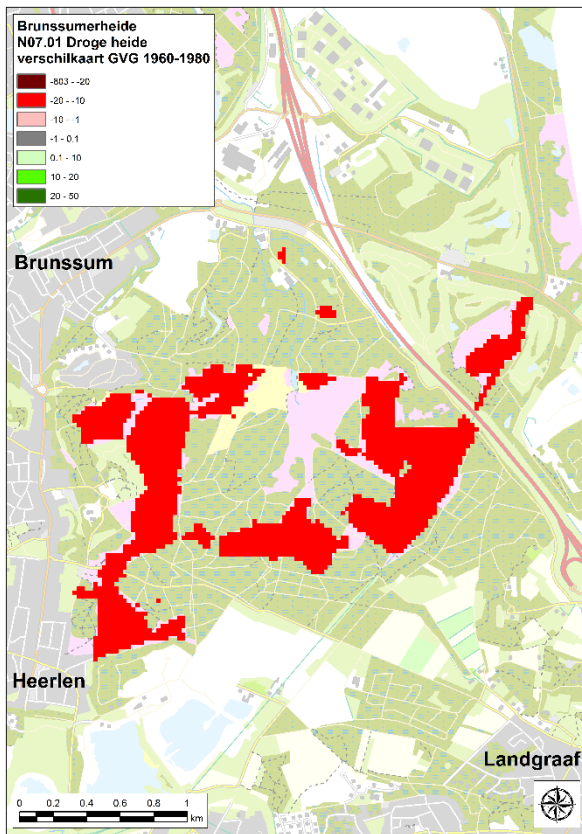 Brunssumerheide
N07.01 Droge heide
verschilkaart GVG 1960-1980
-803 - -20
-20 - -10
-10 - -1
-1 - 0.1
0.1 - 10
10 - 20
20 - 50
Brunssum
Heerlen
Landgraaf
0 0.2 0.4 0.6 0.8 1
km